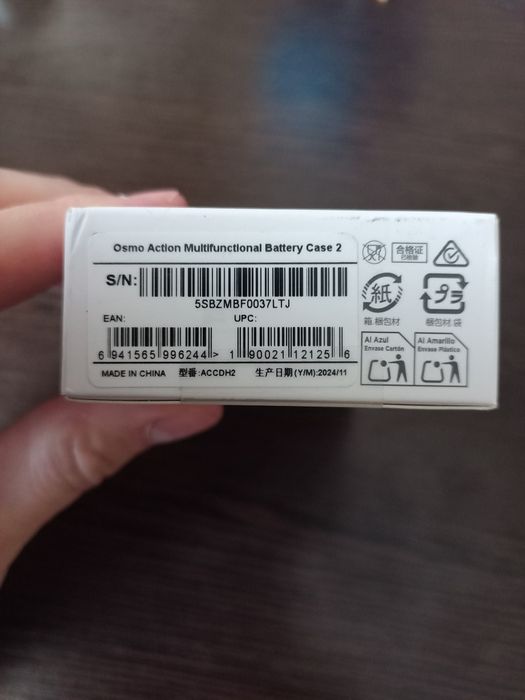 Osmo Action Multifunctional Battery Case 2
S/N:
5SBZMBF0037LTJ
EAN: UPC:
6 941565 996244 > 1 90021 12125 6
MADE IN CHINA 型番:ACCDH2 生产日期(Y/M):2024/11
合格证
已检验
紙 プラ
箱,梱包材 梱包材,袋
Al Azul
Envase Cartón
Al Amarillo
Envase Plástico